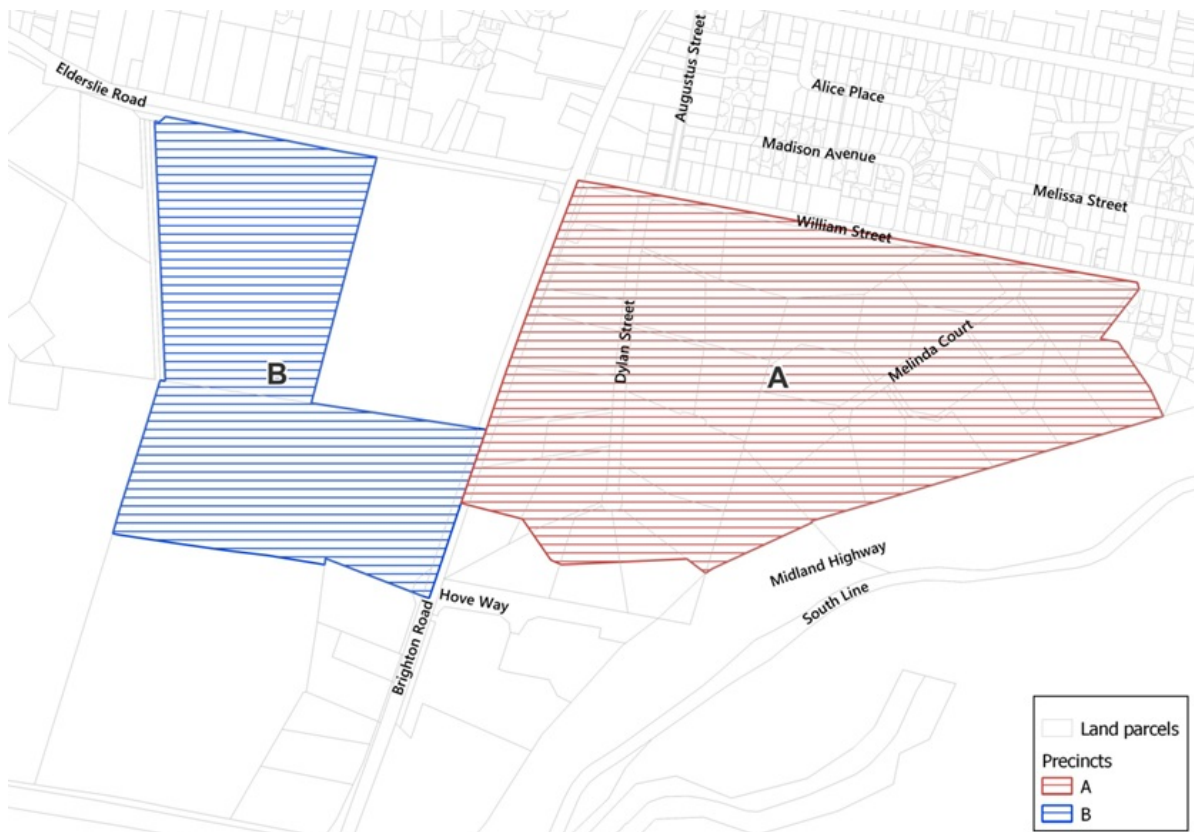 Elderslie Road
Augustus Street
Alice Place
Madison Avenue
Melissa Street
William Street
Dylan Street
Melinda Court
B
A
Midland Highway
South Line
Hove Way
Brighton Road
Land parcels
Precincts
A
B